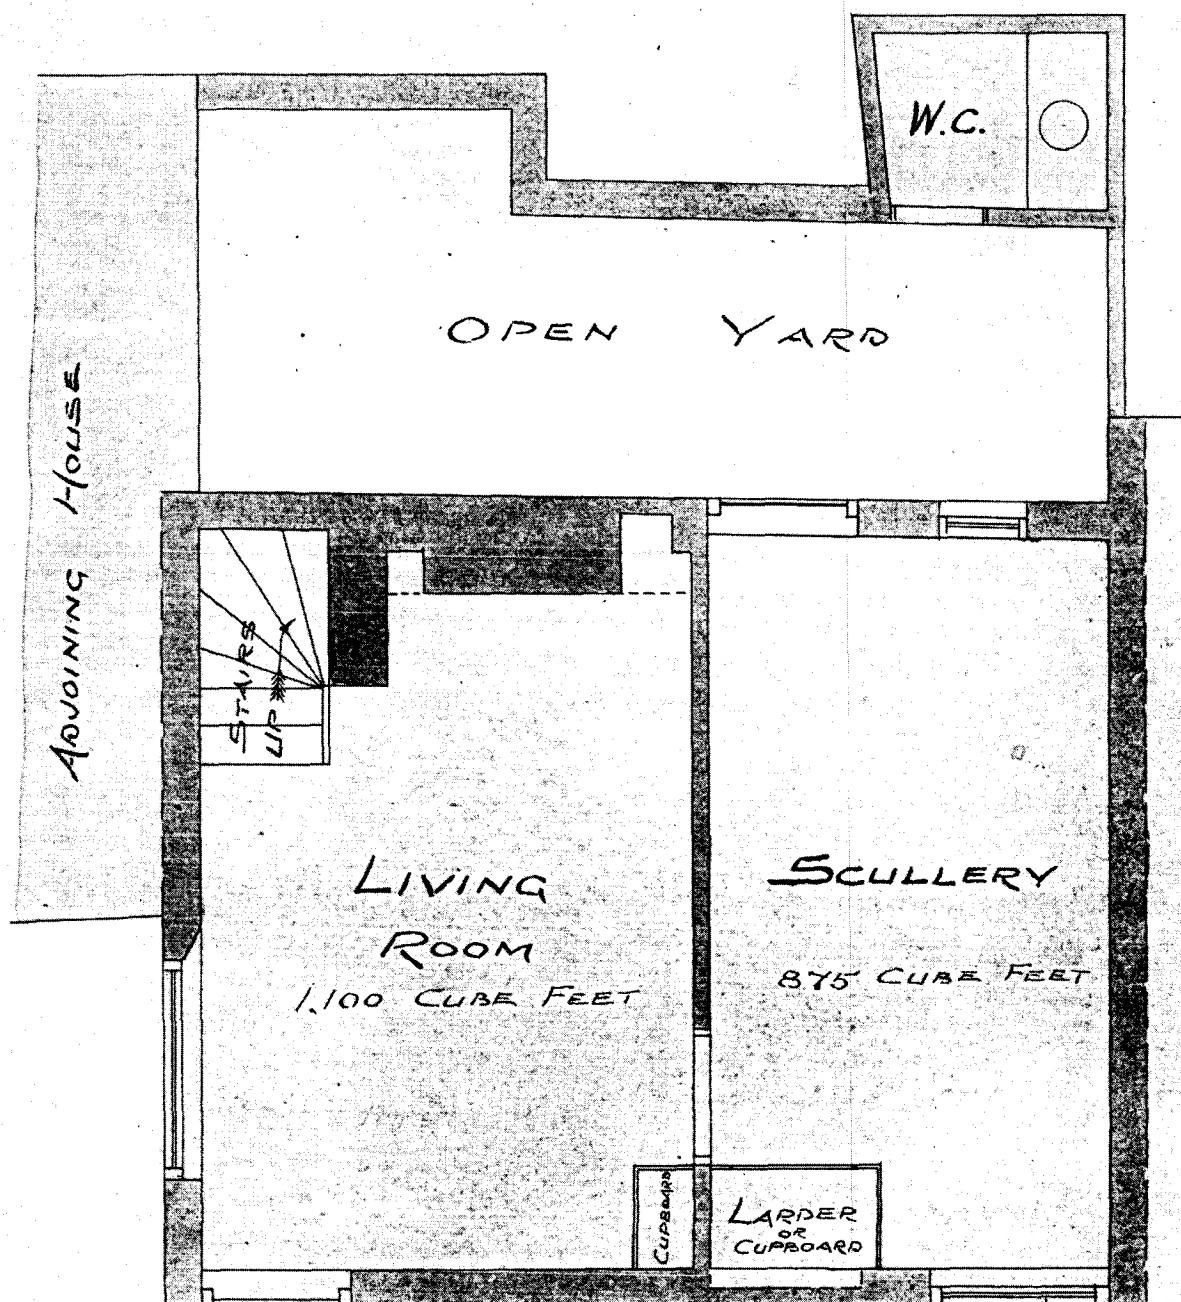 W.C.
OPEN YARD
ADJOINING HOUSE
STAIRS
UP
LIVING
ROOM
1,100 CUBE FEET
SCULLERY
875 CUBE FEET
CUPBOARD
LARDER
OR
CUPBOARD